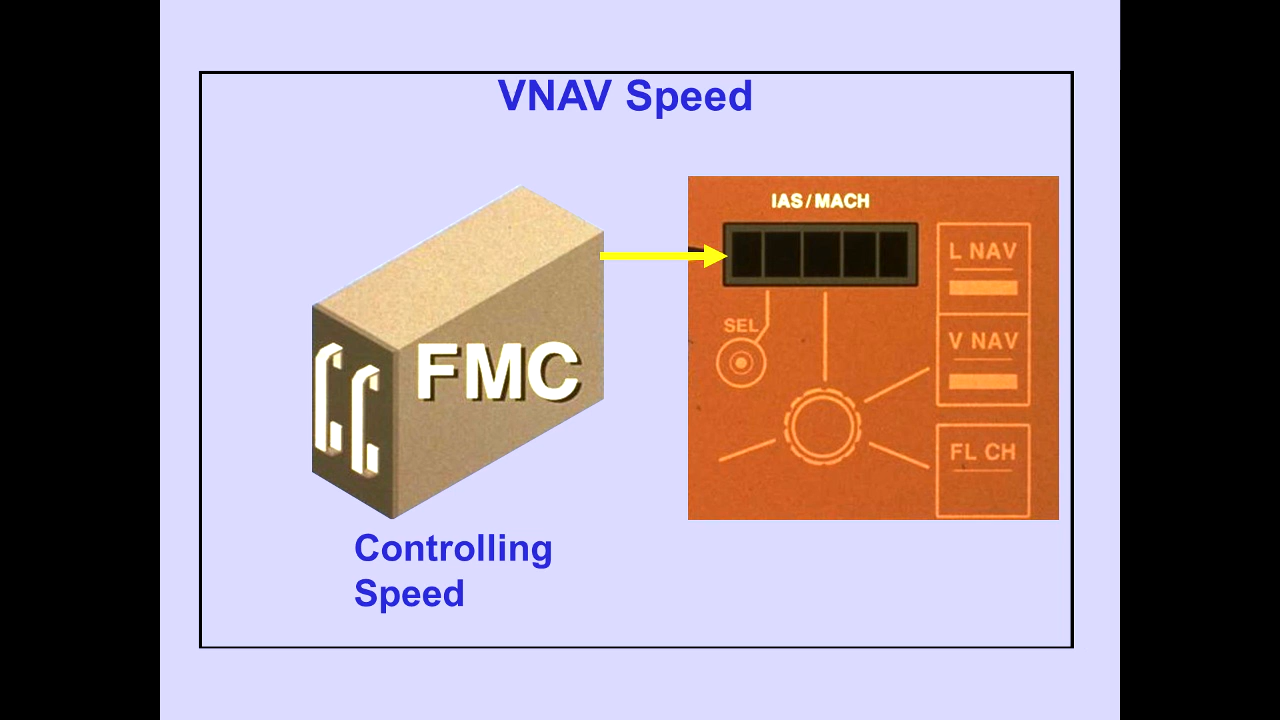 VNAV Speed
IAS / MACH
L NAV
SEL
V NAV
FMC
FL CH
Controlling
Speed